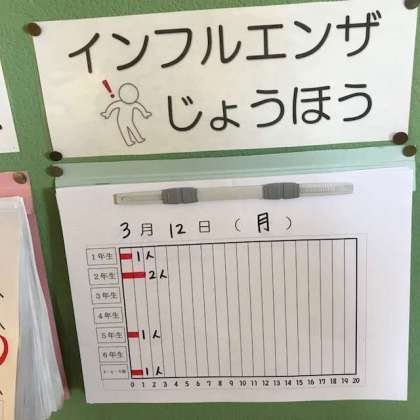 インフルエンザ
!
じょうほう
3月12日(月)
1年生 1人
2年生 2人
3年生
4年生
5年生 1人
6年生
1人
0 1 2 3 4 5 6 7 8 9 10 11 12 13 14 15 16 17 18 19 20